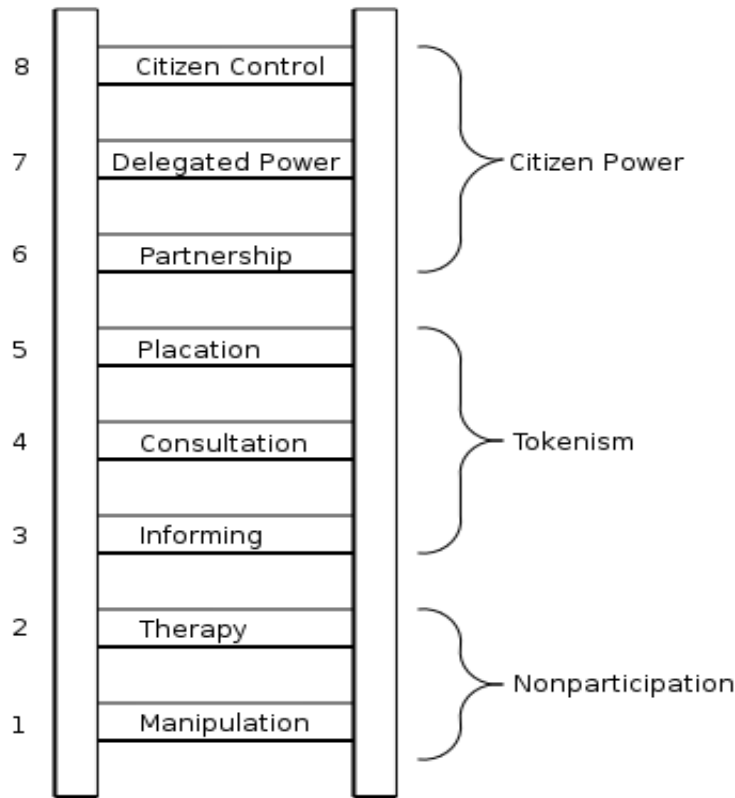 8 Citizen Control
7 Delegated Power
Citizen Power
6 Partnership
5 Placation
4 Consultation
Tokenism
3 Informing
2 Therapy
Nonparticipation
1 Manipulation